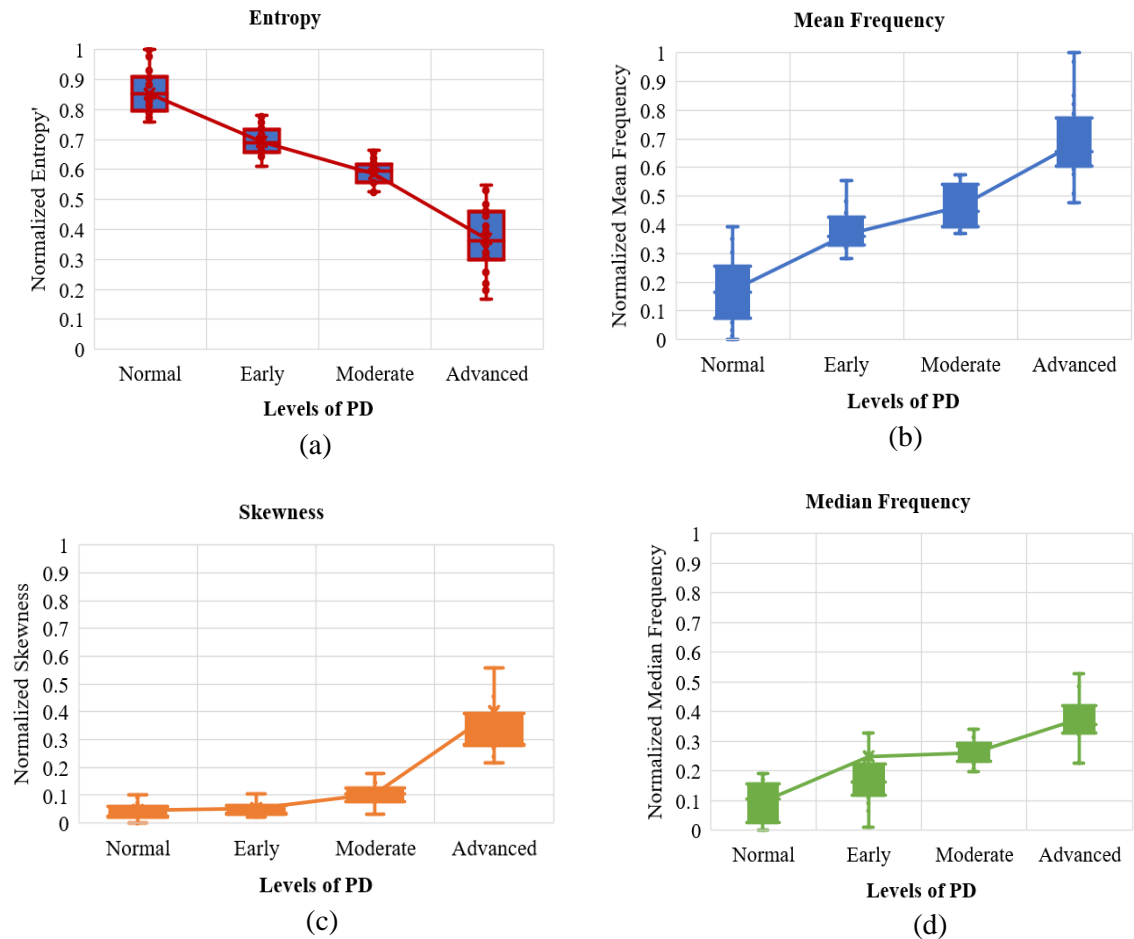 Entropy
1
0.9
0.8
0.7
0.6
0.5
0.4
0.3
0.2
0.1
0
Normalized Entropy'
Normal Early Moderate Advanced
Levels of PD
(a)
Mean Frequency
1
0.9
0.8
0.7
0.6
0.5
0.4
0.3
0.2
0.1
0
Normalized Mean Frequency
Normal Early Moderate Advanced
Levels of PD
(b)
Skewness
1
0.9
0.8
0.7
0.6
0.5
0.4
0.3
0.2
0.1
0
Normalized Skewness
Normal Early Moderate Advanced
Levels of PD
(c)
Median Frequency
1
0.9
0.8
0.7
0.6
0.5
0.4
0.3
0.2
0.1
0
Normalized Median Frequency
Normal Early Moderate Advanced
Levels of PD
(d)